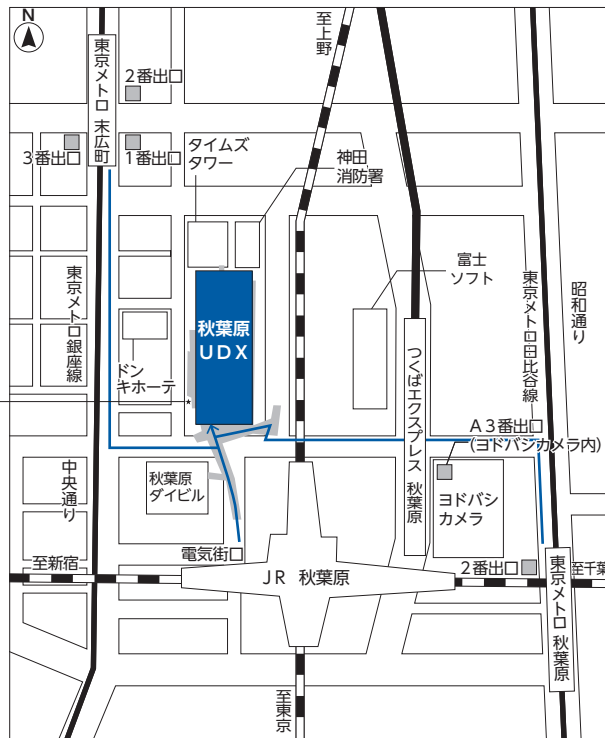 N
東京メトロ 末広町
2番出口
3番出口
1番出口
至上野
タイムズ
タワー
神田
消防署
富士
ソフト
昭和通り
東京メトロ日比谷線
東京メトロ銀座線
秋葉原
UDX
つくばエクスプレス 秋葉原
ドン
キホーテ
*
A3番出口
(ヨドバシカメラ内)
中央通り
秋葉原
ダイビル
ヨドバシ
カメラ
電気街口
至新宿
JR 秋葉原
2番出口
至千葉
東京メトロ 秋葉原
至東京